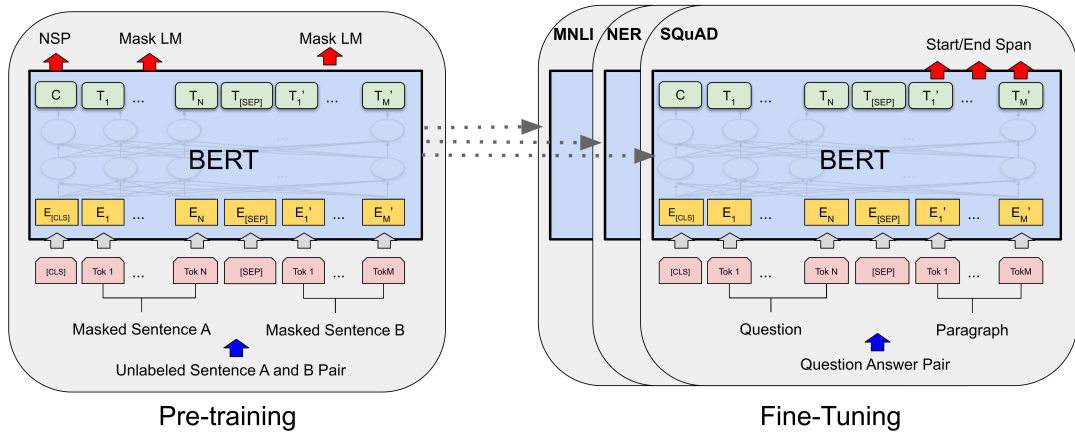 NSP Mask LM Mask LM
C T1 ... TN T[SEP] T1' ... TM'
...
BERT
...
E[CLS] E1 ... EN E[SEP] E1' ... EM'
[CLS] Tok 1 ... Tok N [SEP] Tok 1 ... TokM
Masked Sentence A Masked Sentence B
Unlabeled Sentence A and B Pair
Pre-training
MNLI NER SQuAD
Start/End Span
C T1 ... TN T[SEP] T1' ... TM'
...
BERT
...
E[CLS] E1 ... EN E[SEP] E1' ... EM'
[CLS] Tok 1 ... Tok N [SEP] Tok 1 ... TokM
Question Paragraph
Question Answer Pair
Fine-Tuning